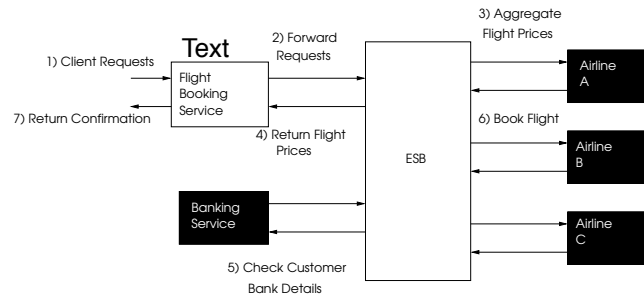 3) Aggregate
Flight Prices
Text
2) Forward
Requests
1) Client Requests
Flight
Booking
Service
Airline
A
7) Return Confirmation
4) Return Flight
Prices
6) Book Flight
ESB
Airline
B
Banking
Service
Airline
C
5) Check Customer
Bank Details